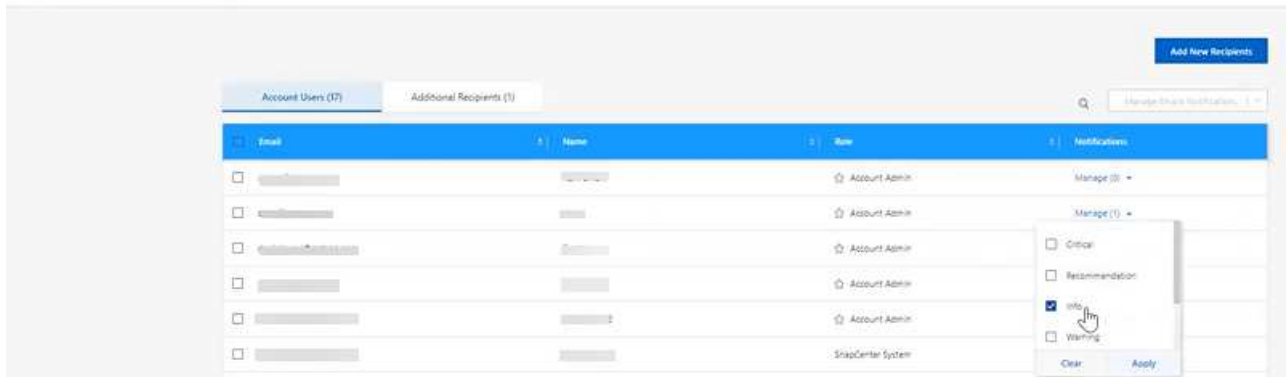 Add New Recipients
Account Users (17) Additional Recipients (1)
Email Name Role Notifications
Account Admin Manage (0)
Account Admin Manage (1)
Account Admin
Account Admin
Account Admin
SnapCenter System
Critical
Recommendation
Info
Warning
Clear Apply